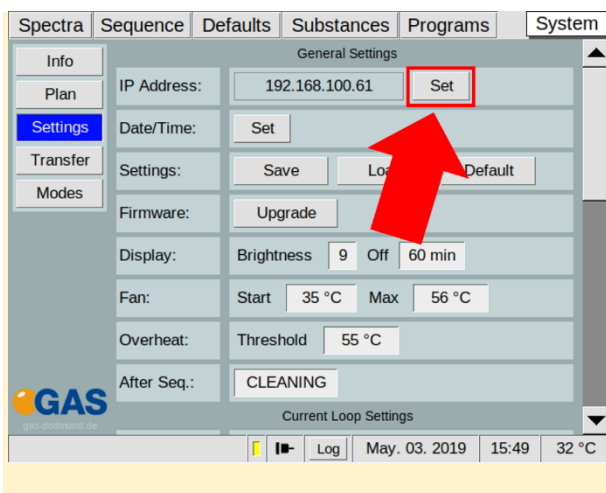 Spectra Sequence Defaults Substances Programs System
Info
Plan
Settings
Transfer
Modes
General Settings
IP Address: 192.168.100.61 Set
Date/Time: Set
Settings: Save Default
Firmware: Upgrade
Display: Brightness 9 Off 60 min
Fan: Start 35 °C Max 56 °C
Overheat: Threshold 55 °C
After Seq.: CLEANING
GAS
gas-dortmund.de
Current Loop Settings
Log May. 03. 2019 15:49 32 °C